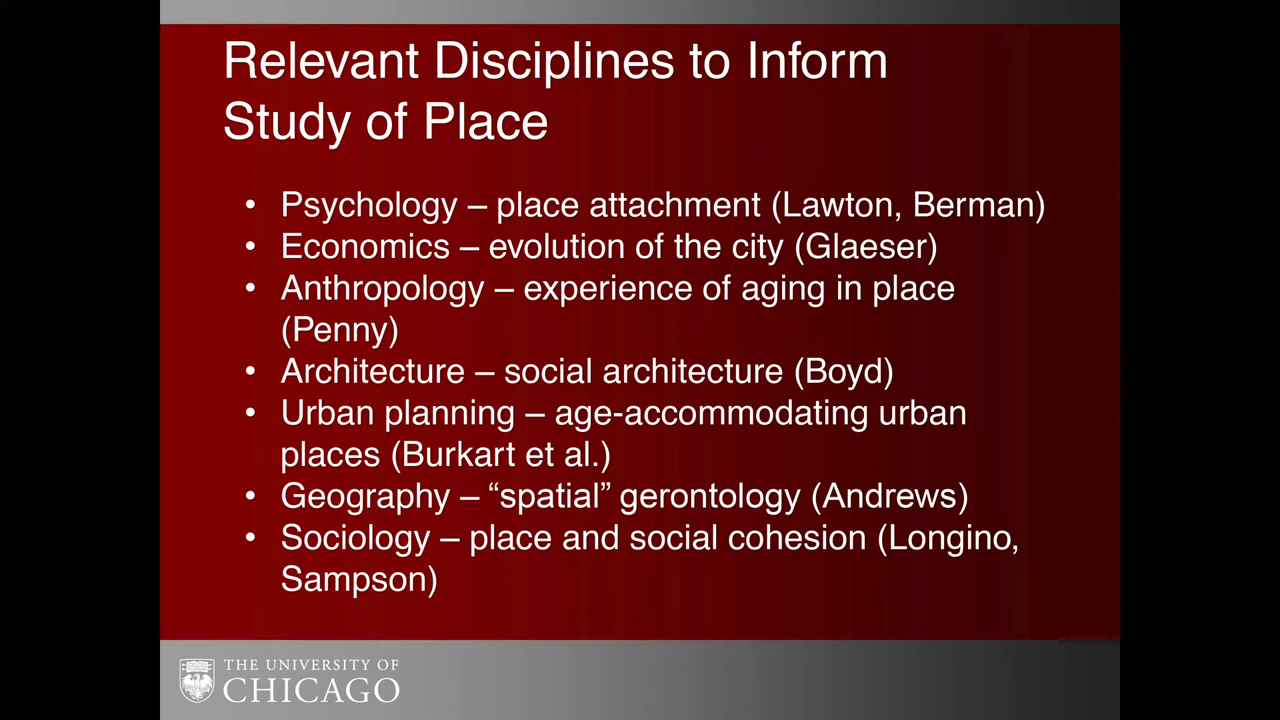 Relevant Disciplines to Inform
Study of Place
• Psychology – place attachment (Lawton, Berman)
• Economics – evolution of the city (Glaeser)
• Anthropology – experience of aging in place
(Penny)
• Architecture – social architecture (Boyd)
• Urban planning – age-accommodating urban
places (Burkart et al.)
• Geography – “spatial” gerontology (Andrews)
• Sociology – place and social cohesion (Longino,
Sampson)
THE UNIVERSITY OF
CHICAGO